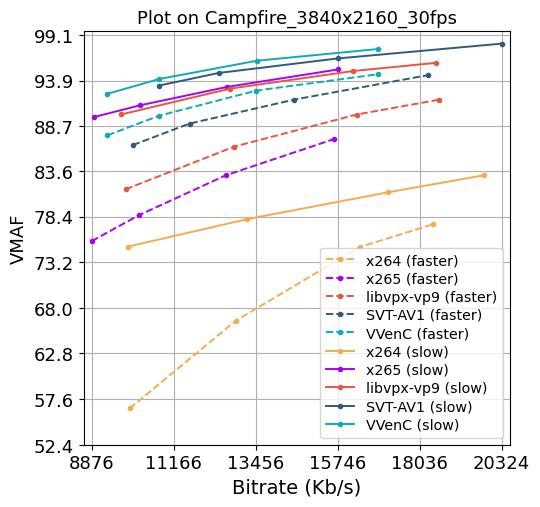 Plot on Campfire_3840x2160_30fps
VMAF
99.1
93.9
88.7
83.6
78.4
73.2
68.0
62.8
57.6
52.4
x264 (faster)
x265 (faster)
libvpx-vp9 (faster)
SVT-AV1 (faster)
VVenC (faster)
x264 (slow)
x265 (slow)
libvpx-vp9 (slow)
SVT-AV1 (slow)
VVenC (slow)
8876 11166 13456 15746 18036 20324
Bitrate (Kb/s)